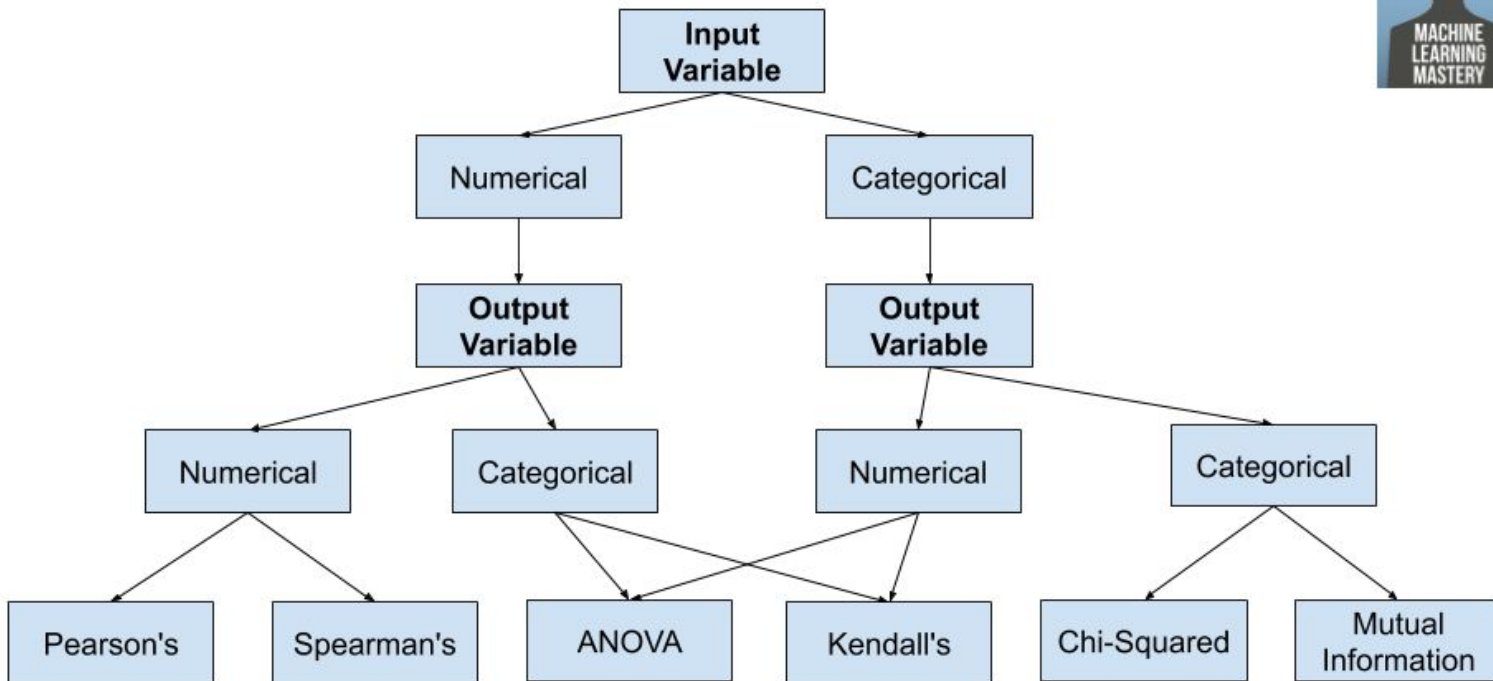 MACHINE
LEARNING
MASTERY
Input
Variable
Numerical
Categorical
Output
Variable
Output
Variable
Numerical
Categorical
Numerical
Categorical
Pearson's
Spearman's
ANOVA
Kendall's
Chi-Squared
Mutual
Information